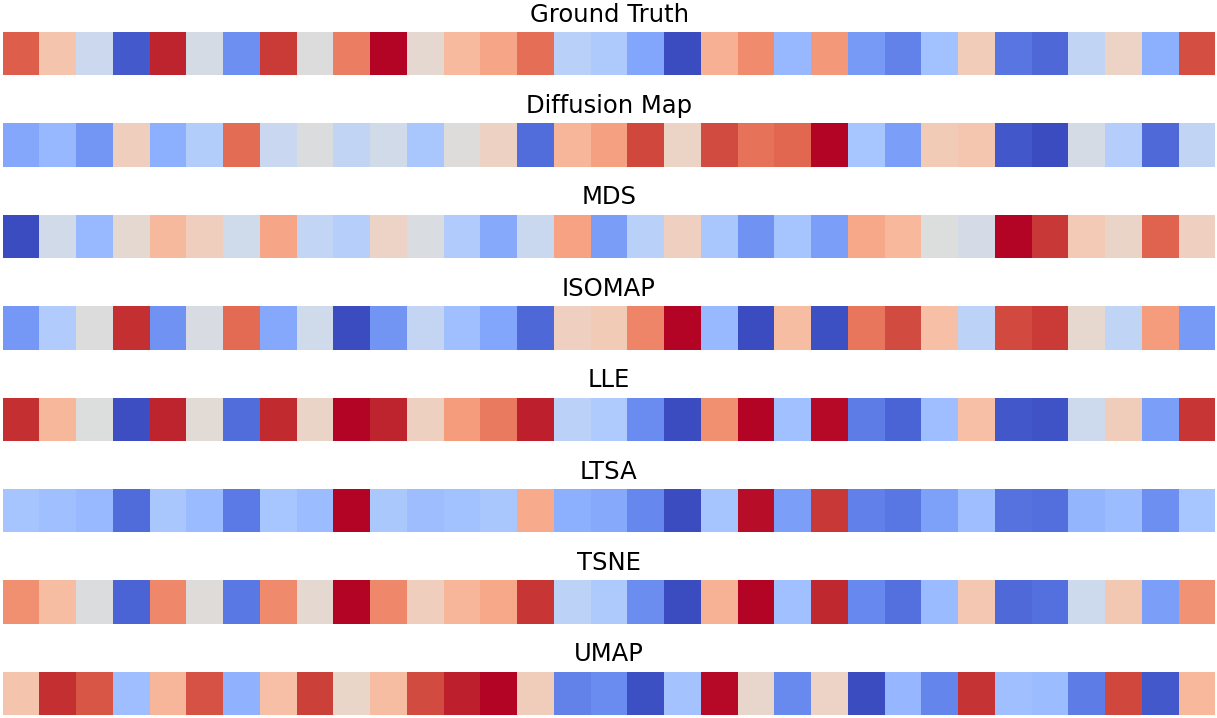 Ground Truth
Diffusion Map
MDS
ISOMAP
LLE
LTSA
TSNE
UMAP